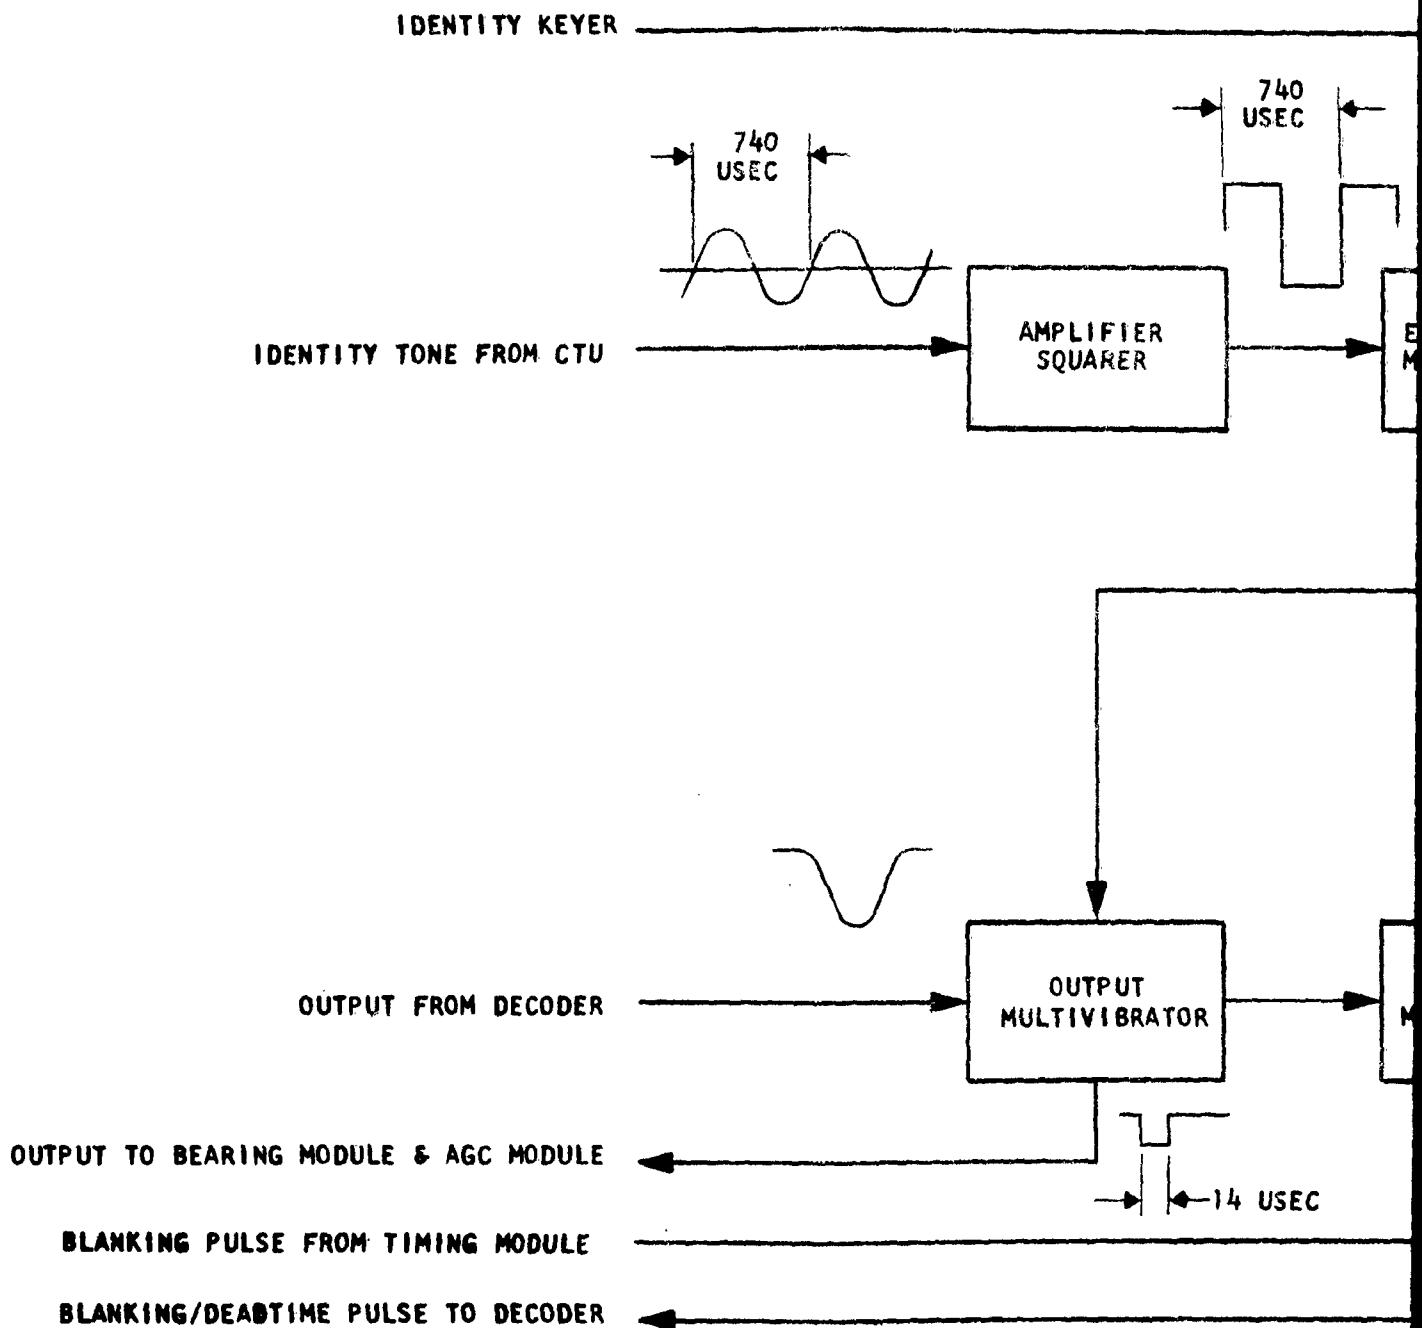 IDENTITY KEYER
740
USEC
740
USEC
IDENTITY TONE FROM CTU
AMPLIFIER
SQUARER
E
M
OUTPUT FROM DECODER
OUTPUT
MULTIVIBRATOR
M
OUTPUT TO BEARING MODULE & AGC MODULE
14 USEC
BLANKING PULSE FROM TIMING MODULE
BLANKING/DEADTIME PULSE TO DECODER